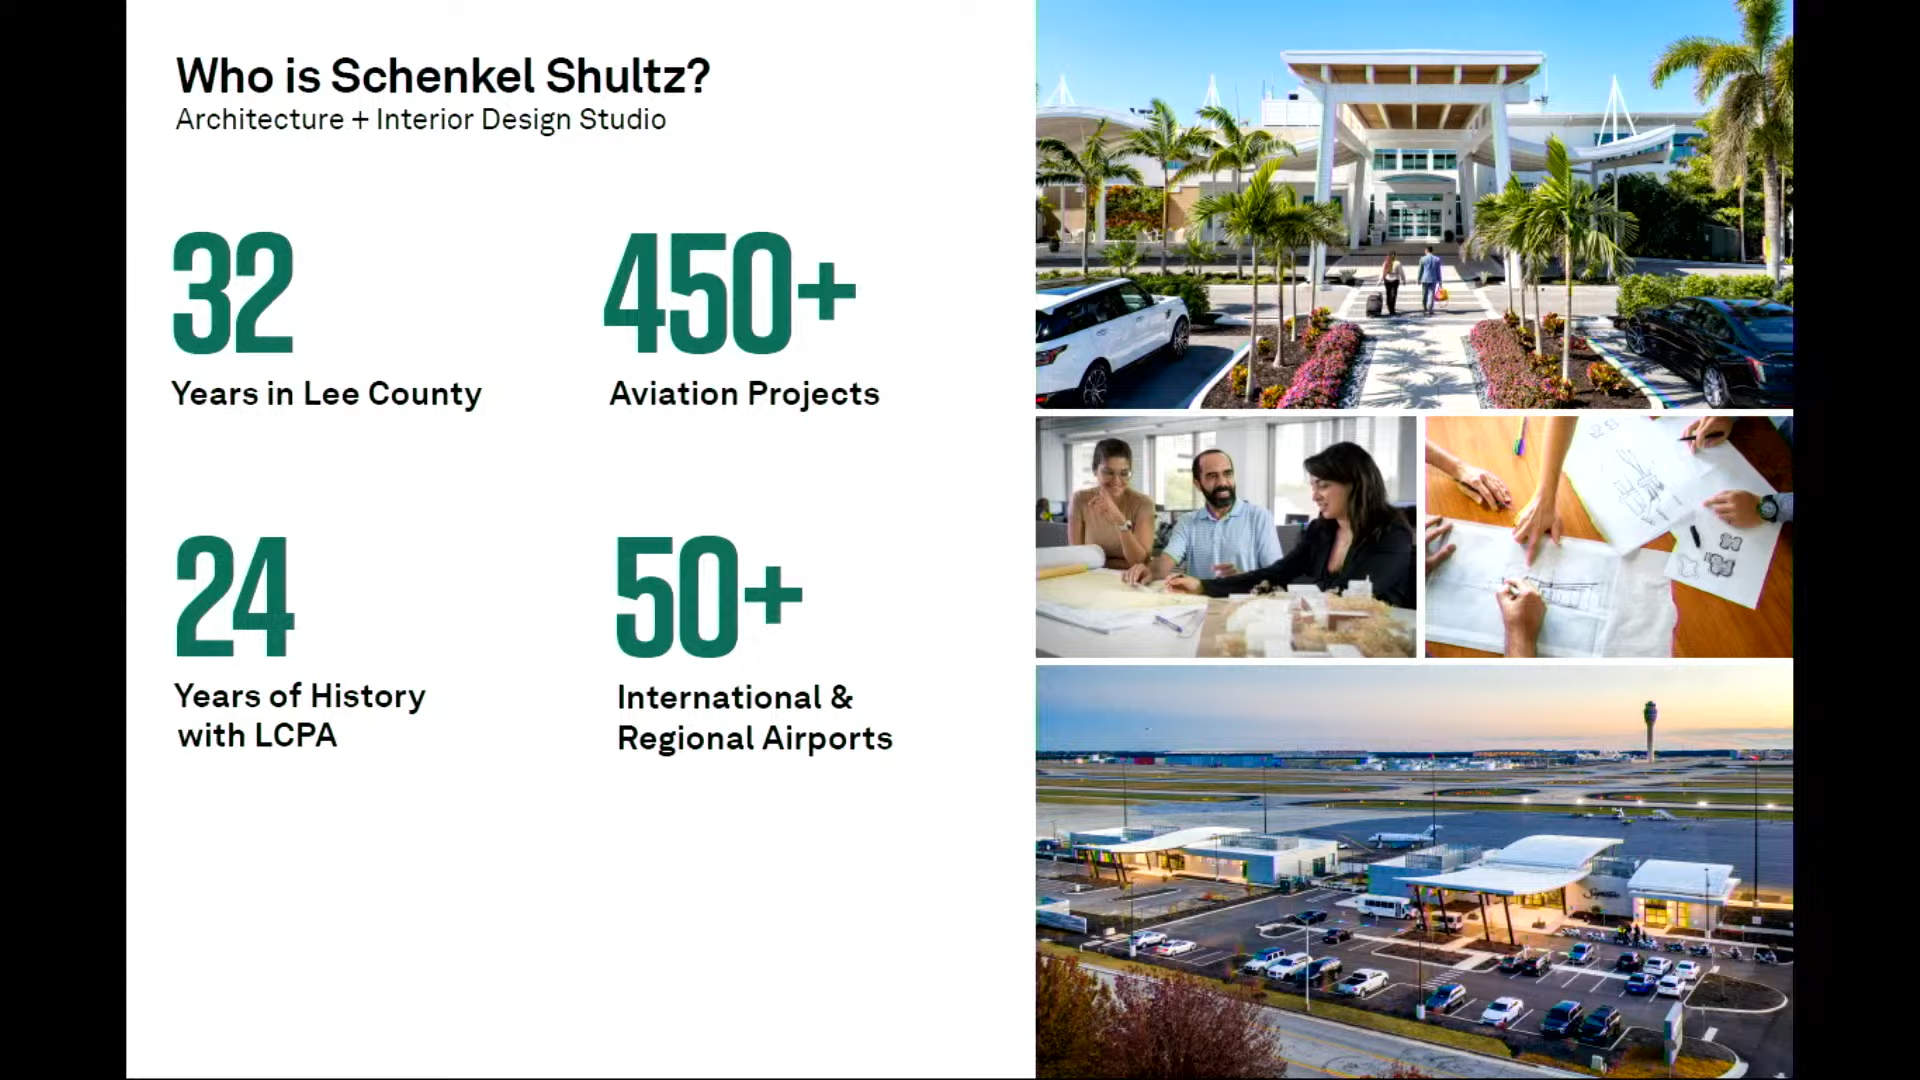 Who is Schenkel Shultz?
Architecture + Interior Design Studio
32
Years in Lee County
450+
Aviation Projects
24
Years of History
with LCPA
50+
International &
Regional Airports